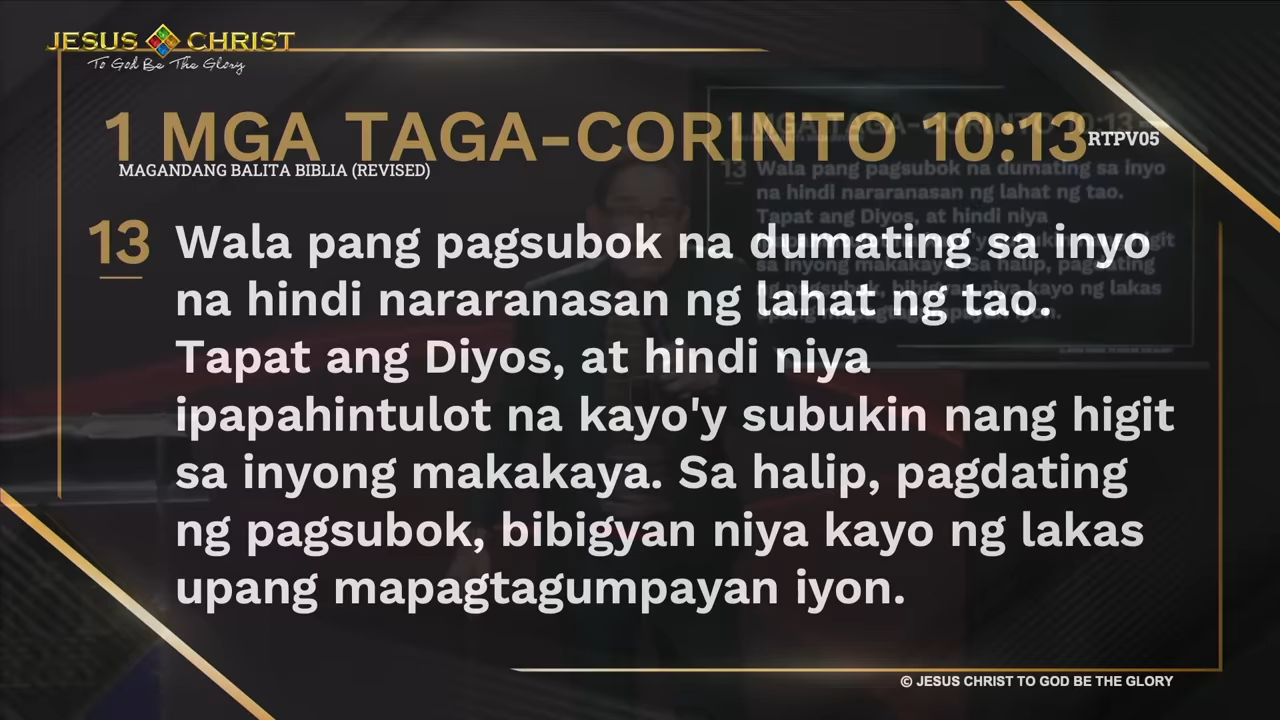 JESUS CHRIST
To God Be The Glory
1 MGA TAGA-CORINTO 10:13 RTPV05
MAGANDANG BALITA BIBLIA (REVISED)
13 Wala pang pagsubok na dumating sa inyo
na hindi nararanasan ng lahat ng tao.
Tapat ang Diyos, at hindi niya
ipapahintulot na kayo'y subukin nang higit
sa inyong makakaya. Sa halip, pagdating
ng pagsubok, bibigyan niya kayo ng lakas
upang mapagtagumpayan iyon.
© JESUS CHRIST TO GOD BE THE GLORY